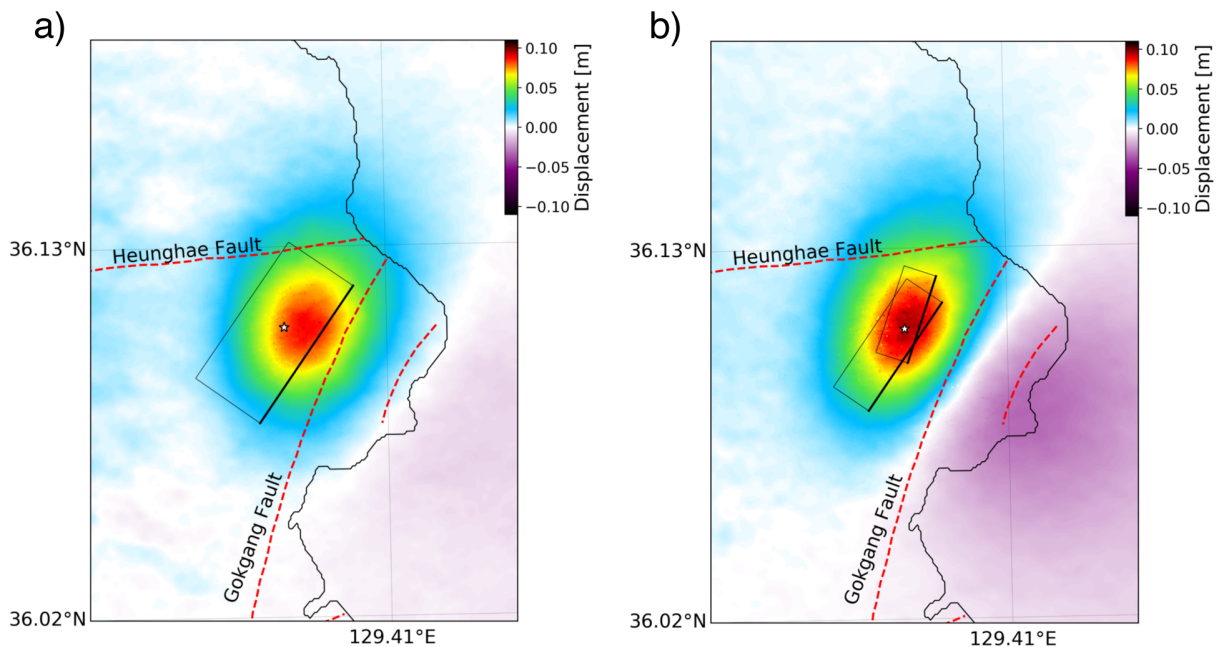 a)
0.10
0.05
0.00
−0.05
−0.10
Displacement [m]
36.13°N
Heunghae Fault
Gokgang Fault
36.02°N
129.41°E
b)
0.10
0.05
0.00
−0.05
−0.10
Displacement [m]
36.13°N
Heunghae Fault
Gokgang Fault
36.02°N
129.41°E